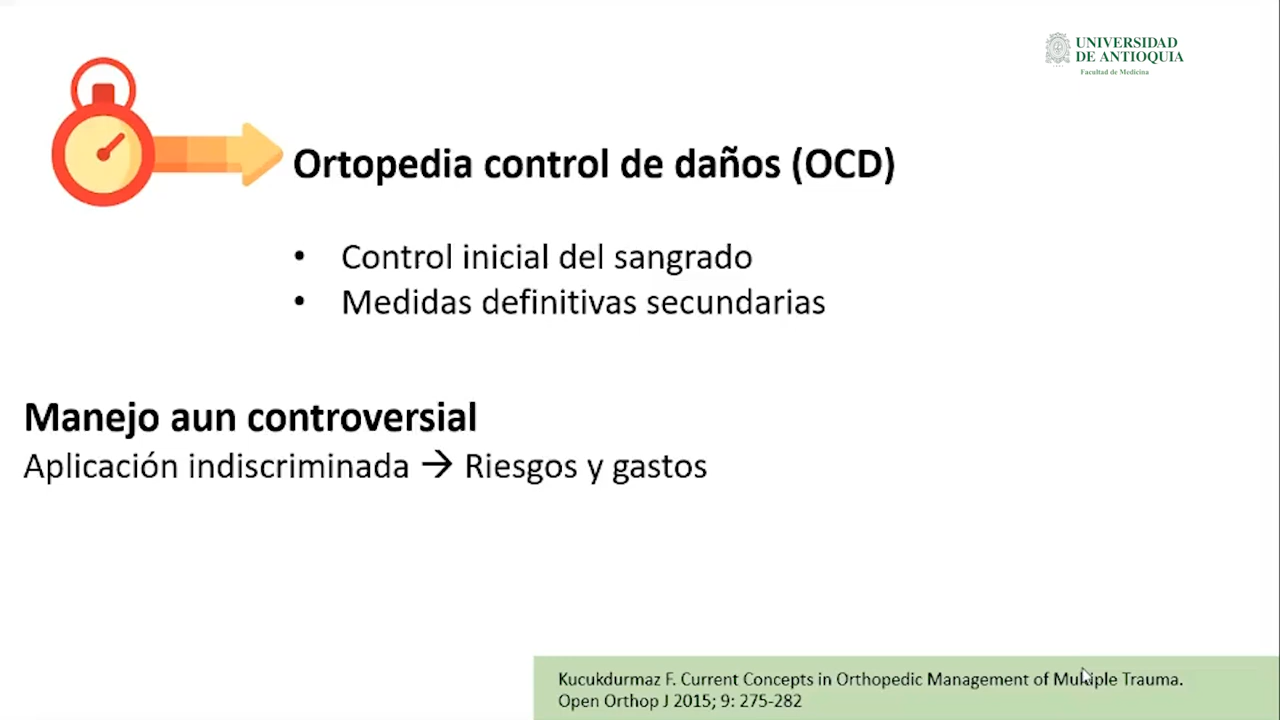 UNIVERSIDAD
DE ANTIOQUIA
Facultad de Medicina
Ortopedia control de daños (OCD)
• Control inicial del sangrado
• Medidas definitivas secundarias
Manejo aun controversial
Aplicación indiscriminada → Riesgos y gastos
Kucukdurmaz F. Current Concepts in Orthopedic Management of Multiple Trauma.
Open Orthop J 2015; 9: 275-282